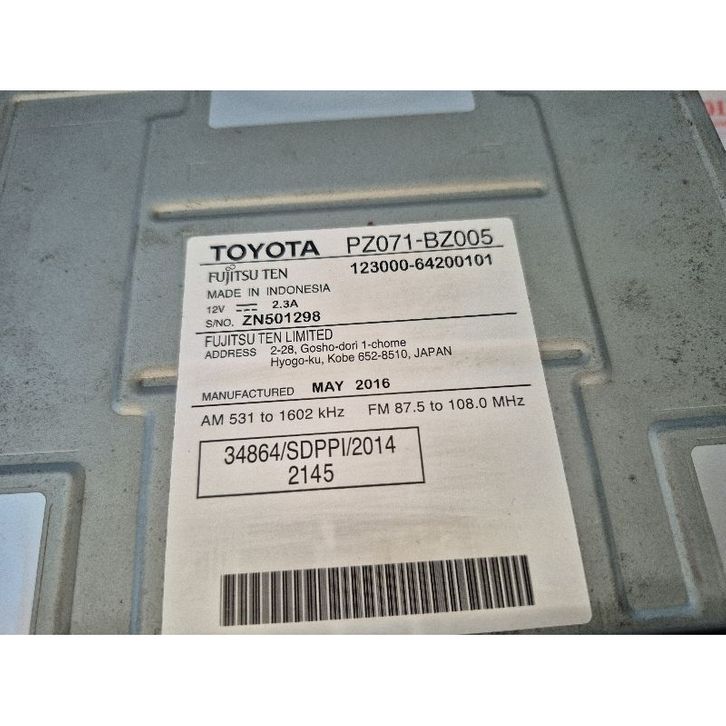 TOYOTA PZ071-BZ005
FUJITSU TEN 123000-64200101
MADE IN INDONESIA
12V 2.3A
S/NO. ZN501298
FUJITSU TEN LIMITED
ADDRESS 2-28, Gosho-dori 1-chome
Hyogo-ku, Kobe 652-8510, JAPAN
MANUFACTURED MAY 2016
AM 531 to 1602 kHz FM 87.5 to 108.0 MHz
34864/SDPPI/2014
2145